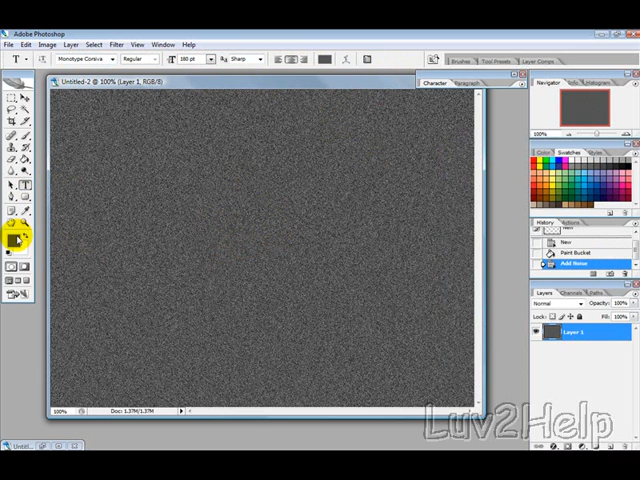 Adobe Photoshop
File Edit Image Layer Select Filter View Window Help
Monotype Corsiva Regular 180 pt Sharp Brushes Tool Presets Layer Comps
Untitled-2 @ 100% (Layer 1, RGB/8)
Character Paragraph
Navigator Info Histogram
100%
Color Swatches Styles
History Actions
New
Paint Bucket
Add Noise
Layers Channels Paths
Normal Opacity: 100%
Lock: Fill: 100%
Layer 1
100% Doc: 1.37M/1.37M
Luv2Help
Untitl...